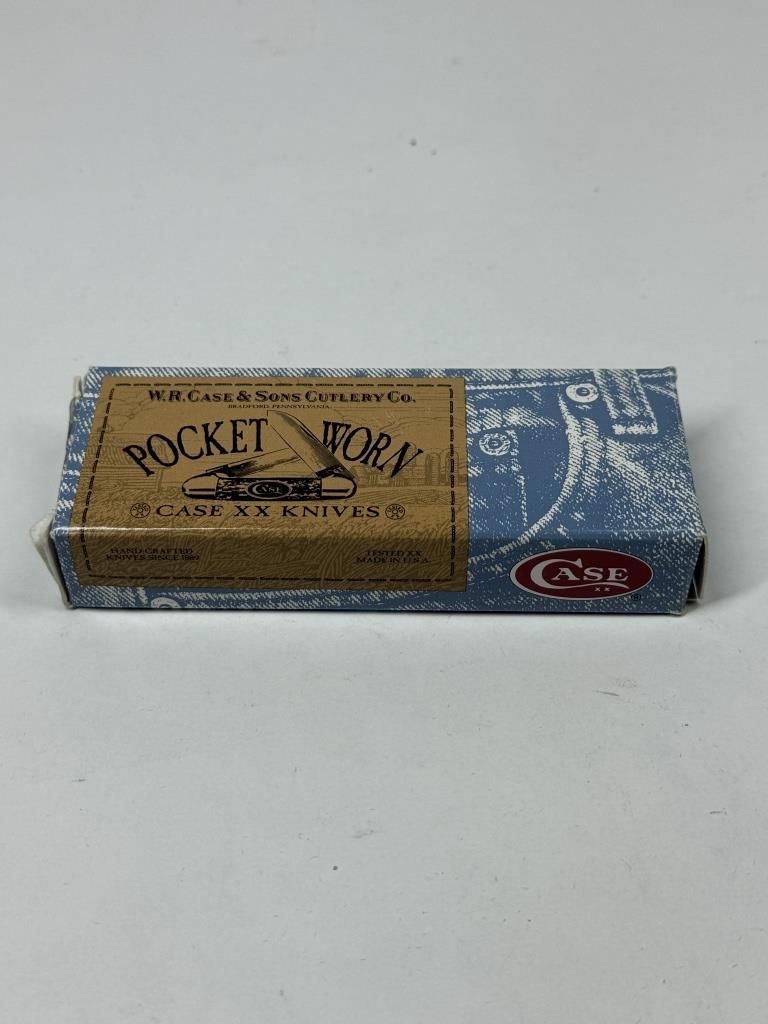 W.R. CASE & SONS CUTLERY CO.
BRADFORD, PENNSYLVANIA
POCKET WORN
CASE
CASE XX KNIVES
HAND CRAFTED
KNIVES SINCE 1889
TESTED XX
MADE IN U.S.A.
CASE
XX
®